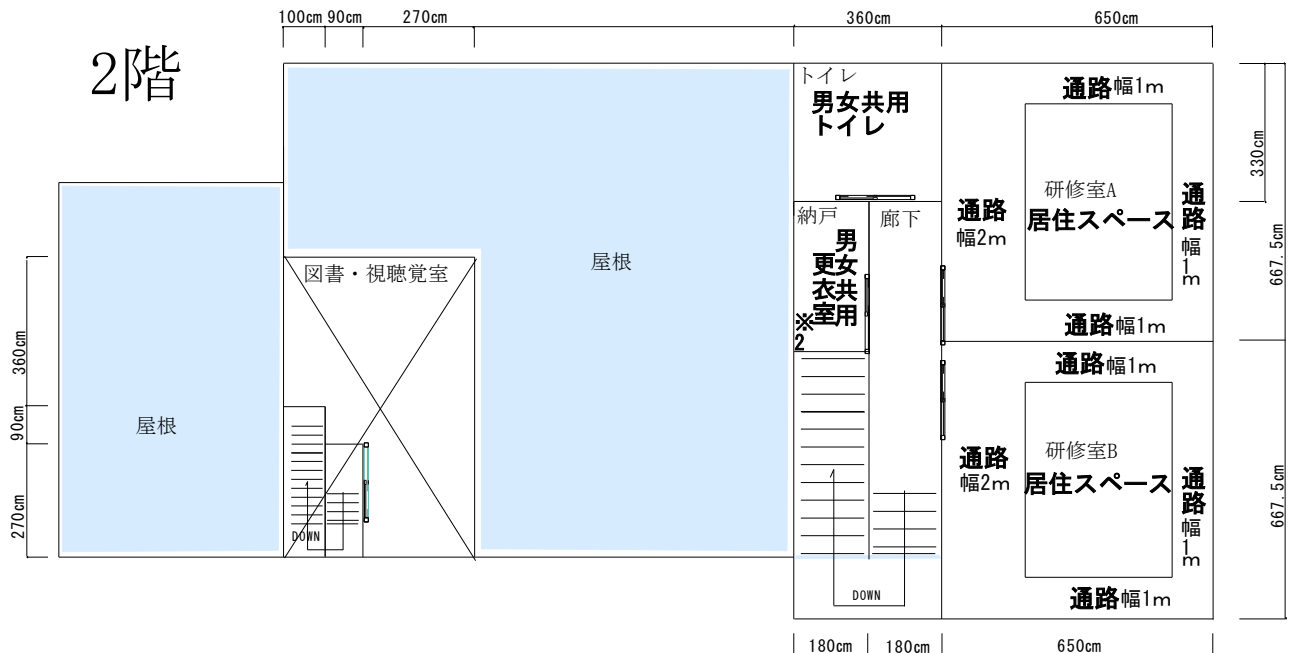 100cm 90cm 270cm 360cm 650cm
2階
トイレ
男女共用
トイレ
通路 幅1m
330cm
研修室A
居住スペース
通路
幅2m
通路
幅1m
667.5cm
納戸
廊下
男女共用
更衣室
※2
屋根
図書・視聴覚室
通路 幅1m
通路 幅1m
360cm
90cm
270cm
屋根
研修室B
居住スペース
通路
幅2m
通路
幅1m
667.5cm
DOWN
DOWN
通路 幅1m
180cm 180cm 650cm